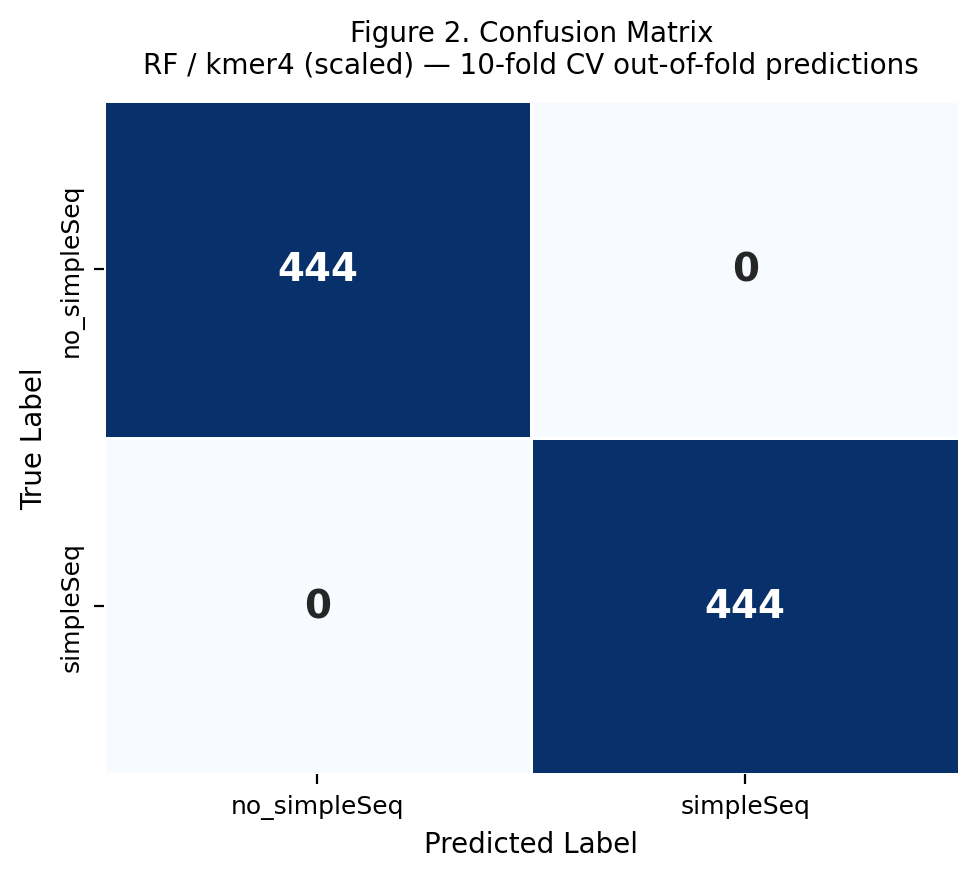 Figure 2. Confusion Matrix
RF / kmer4 (scaled) — 10-fold CV out-of-fold predictions
True Label
no_simpleSeq
444
0
simpleSeq
0
444
no_simpleSeq
simpleSeq
Predicted Label